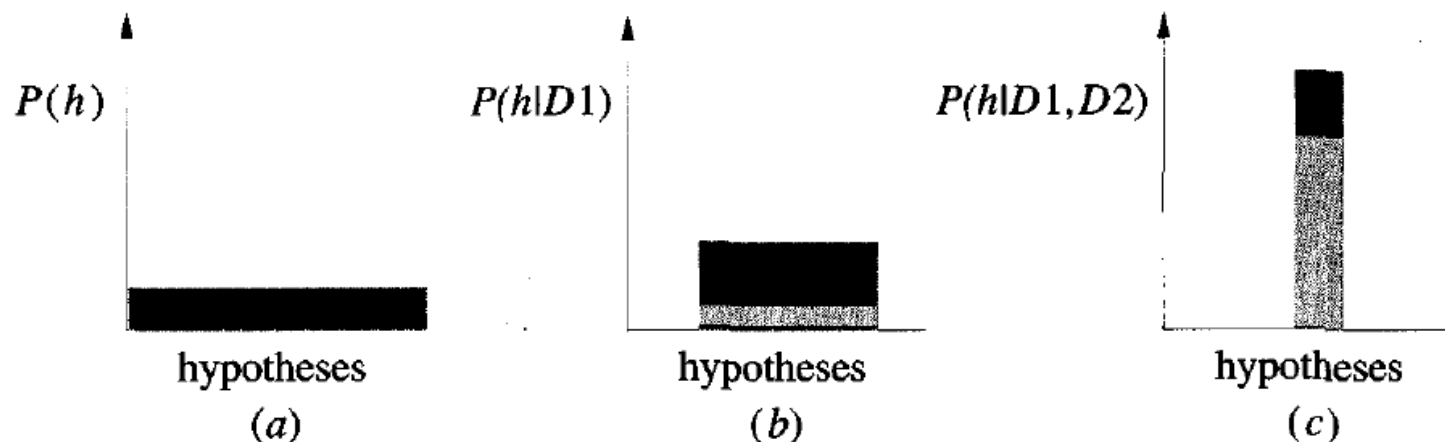 P(h)
P(h|D1)
P(h|D1,D2)
hypotheses
hypotheses
hypotheses
(a)
(b)
(c)